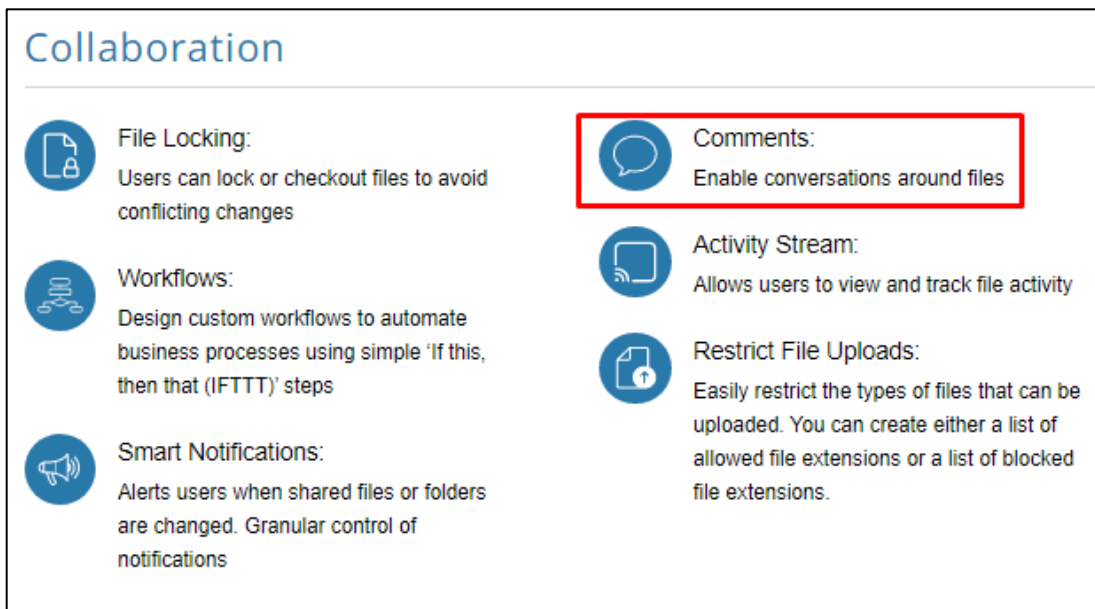 Collaboration
File Locking:
Users can lock or checkout files to avoid
conflicting changes
Workflows:
Design custom workflows to automate
business processes using simple ‘If this,
then that (IFTTT)’ steps
Smart Notifications:
Alerts users when shared files or folders
are changed. Granular control of
notifications
Comments:
Enable conversations around files
Activity Stream:
Allows users to view and track file activity
Restrict File Uploads:
Easily restrict the types of files that can be
uploaded. You can create either a list of
allowed file extensions or a list of blocked
file extensions.